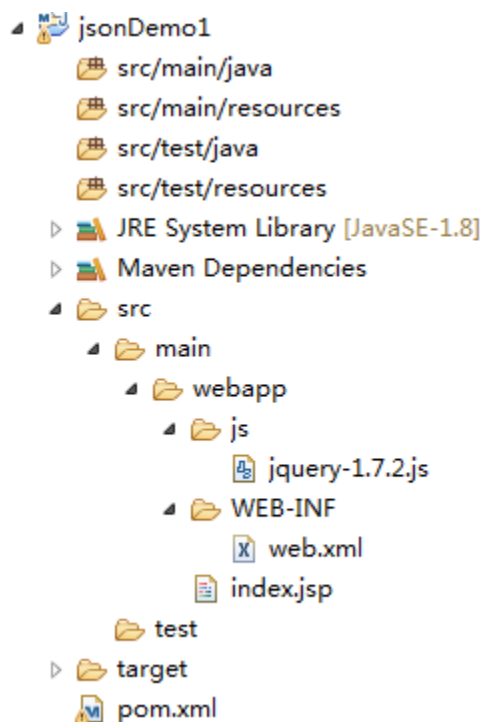 jsonDemo1
src/main/java
src/main/resources
src/test/java
src/test/resources
JRE System Library [JavaSE-1.8]
Maven Dependencies
src
main
webapp
js
jquery-1.7.2.js
WEB-INF
web.xml
index.jsp
test
target
pom.xml